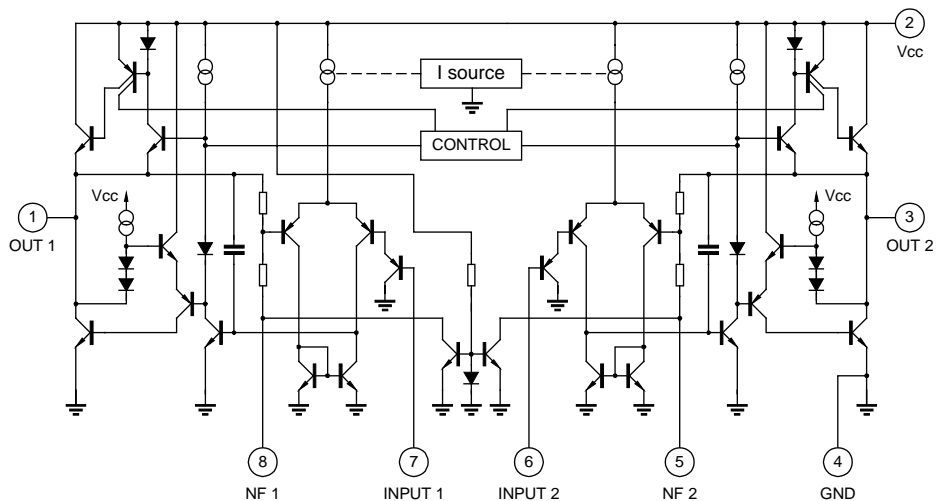 2
Vcc
I source
CONTROL
Vcc
Vcc
1
OUT 1
3
OUT 2
8
7
6
5
4
NF 1
INPUT 1
INPUT 2
NF 2
GND